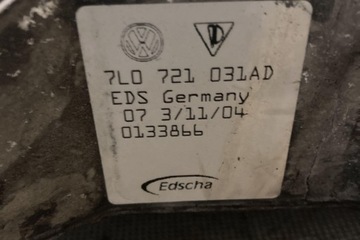 7L0 721 031AD
EDS Germany
07 3/11/04
0133866
Edscha